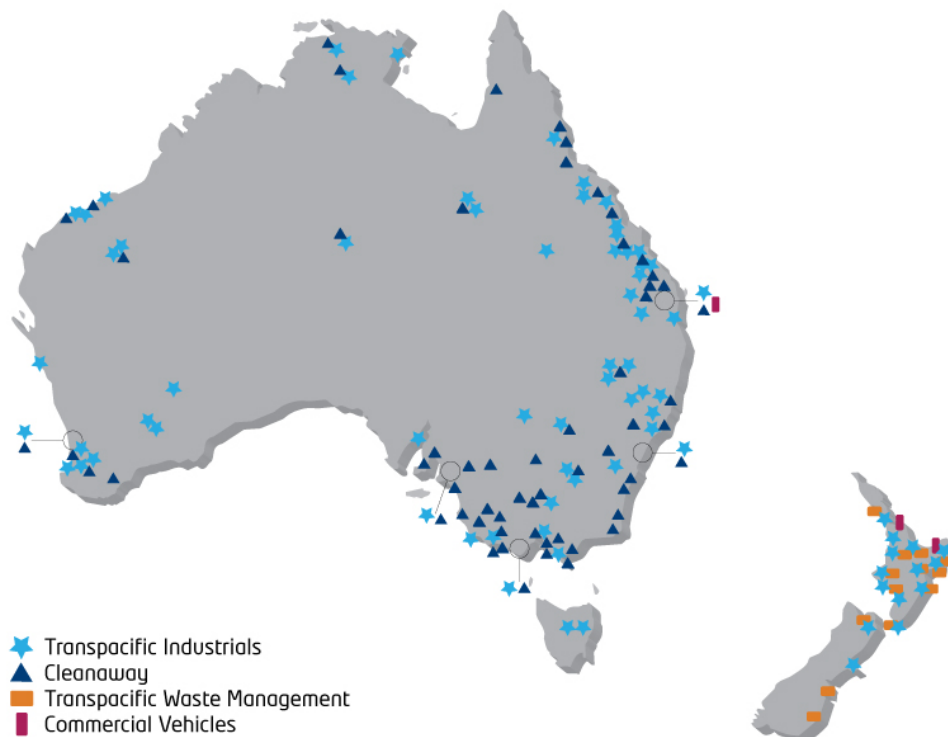 Transpacific Industrials
Cleanaway
Transpacific Waste Management
Commercial Vehicles